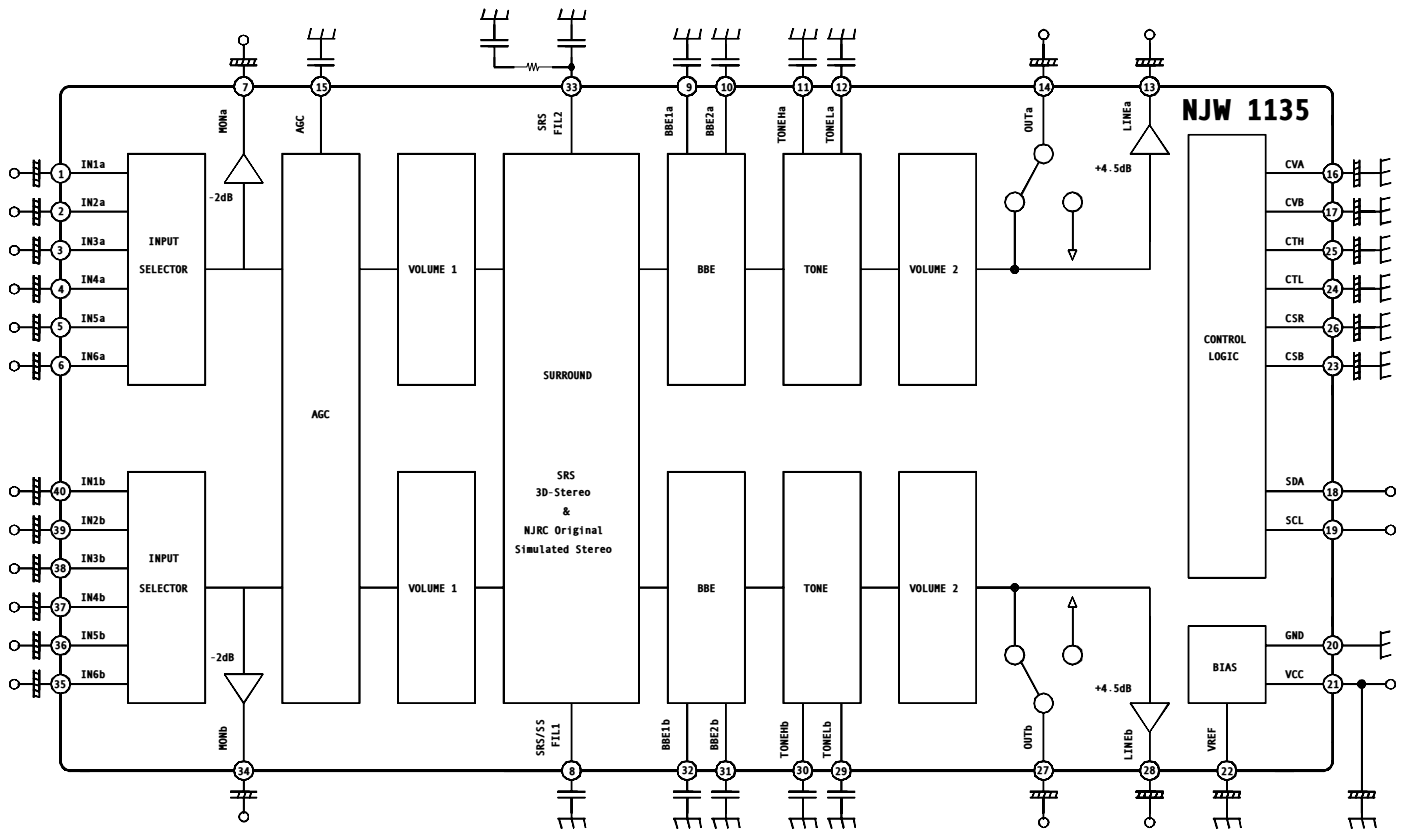 7
15
33
9
10
11
12
14
13
MONa
AGC
SRS
FIL2
BBE1a
BBE2a
TONEHa
TONELa
OUTa
LINEa
NJW 1135
1 IN1a
2 IN2a
3 IN3a
4 IN4a
5 IN5a
6 IN6a
INPUT
SELECTOR
-2dB
AGC
VOLUME 1
SURROUND
SRS
3D-Stereo
&
NJRC Original
Simulated Stereo
BBE
TONE
VOLUME 2
+4.5dB
CONTROL
LOGIC
CVA 16
CVB 17
CTH 25
CTL 24
CSR 26
CSB 23
SDA 18
SCL 19
40 IN1b
39 IN2b
38 IN3b
37 IN4b
36 IN5b
35 IN6b
INPUT
SELECTOR
-2dB
VOLUME 1
BBE
TONE
VOLUME 2
+4.5dB
BIAS
GND 20
VCC 21
MONb
SRS/SS
FIL1
BBE1b
BBE2b
TONEHb
TONELb
OUTb
LINEb
VREF
34
8
32
31
30
29
27
28
22